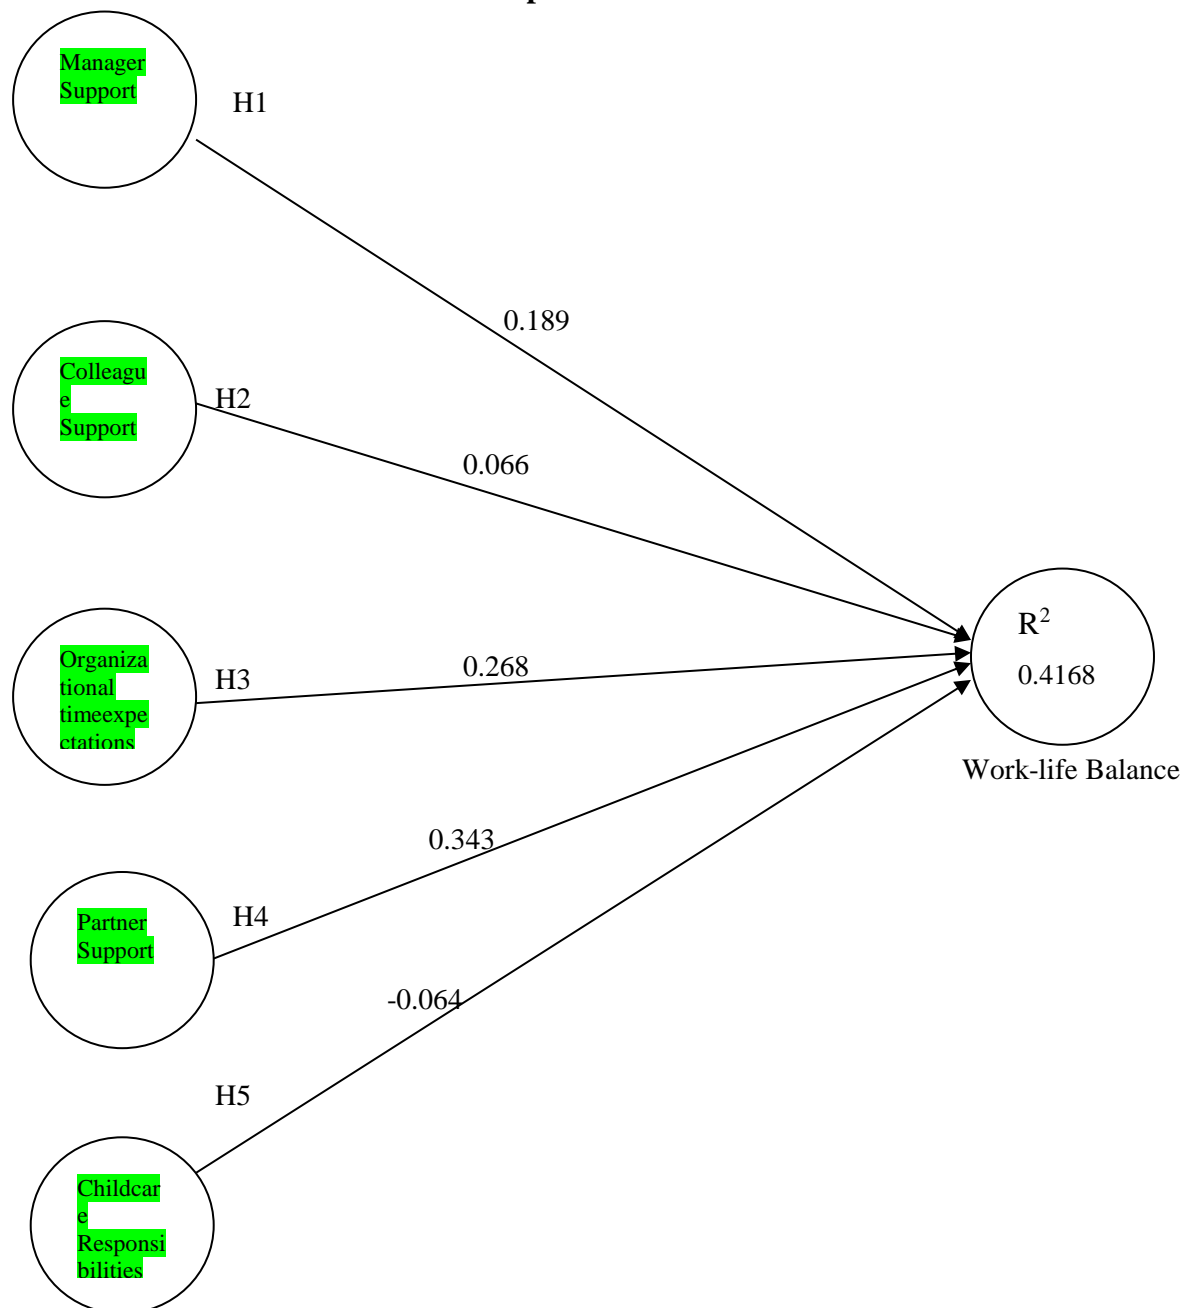 Manager
Support
H1
0.189
Colleagu
e
Support
H2
0.066
R²
0.4168
Work-life Balance
Organiza
tional
timeexpe
ctations
H3
0.268
0.343
Partner
Support
H4
-0.064
H5
Childcar
e
Responsi
bilities